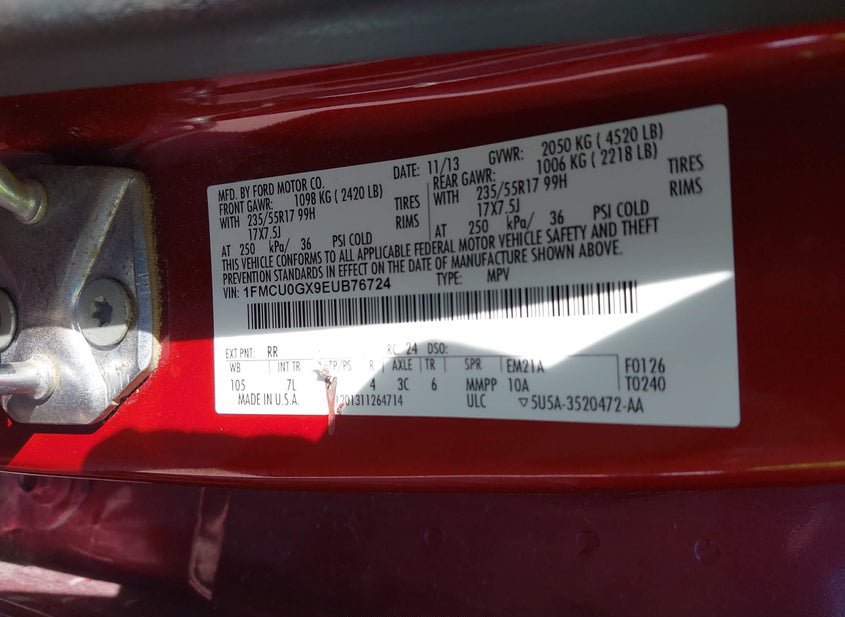 MFD. BY FORD MOTOR CO. DATE: 11/13 GVWR: 2050 KG ( 4520 LB)
FRONT GAWR: 1098 KG ( 2420 LB) REAR GAWR: 1006 KG ( 2218 LB)
WITH 235/55R17 99H TIRES WITH 235/55R17 99H TIRES
17X7.5J RIMS 17X7.5J RIMS
AT 250 kPa/ 36 PSI COLD AT 250 kPa/ 36 PSI COLD
THIS VEHICLE CONFORMS TO ALL APPLICABLE FEDERAL MOTOR VEHICLE SAFETY AND THEFT
PREVENTION STANDARDS IN EFFECT ON THE DATE OF MANUFACTURE SHOWN ABOVE.
VIN: 1FMCU0GX9EUB76724 TYPE: MPV
EXT PNT: RR RC: 24 DSO:
WB INT TR TP/PS R AXLE TR SPR EM21A F0126
105 7L 4 3C 6 MMPP 10A T0240
MADE IN U.S.A. 201311264714 ULC ▽5U5A-3520472-AA